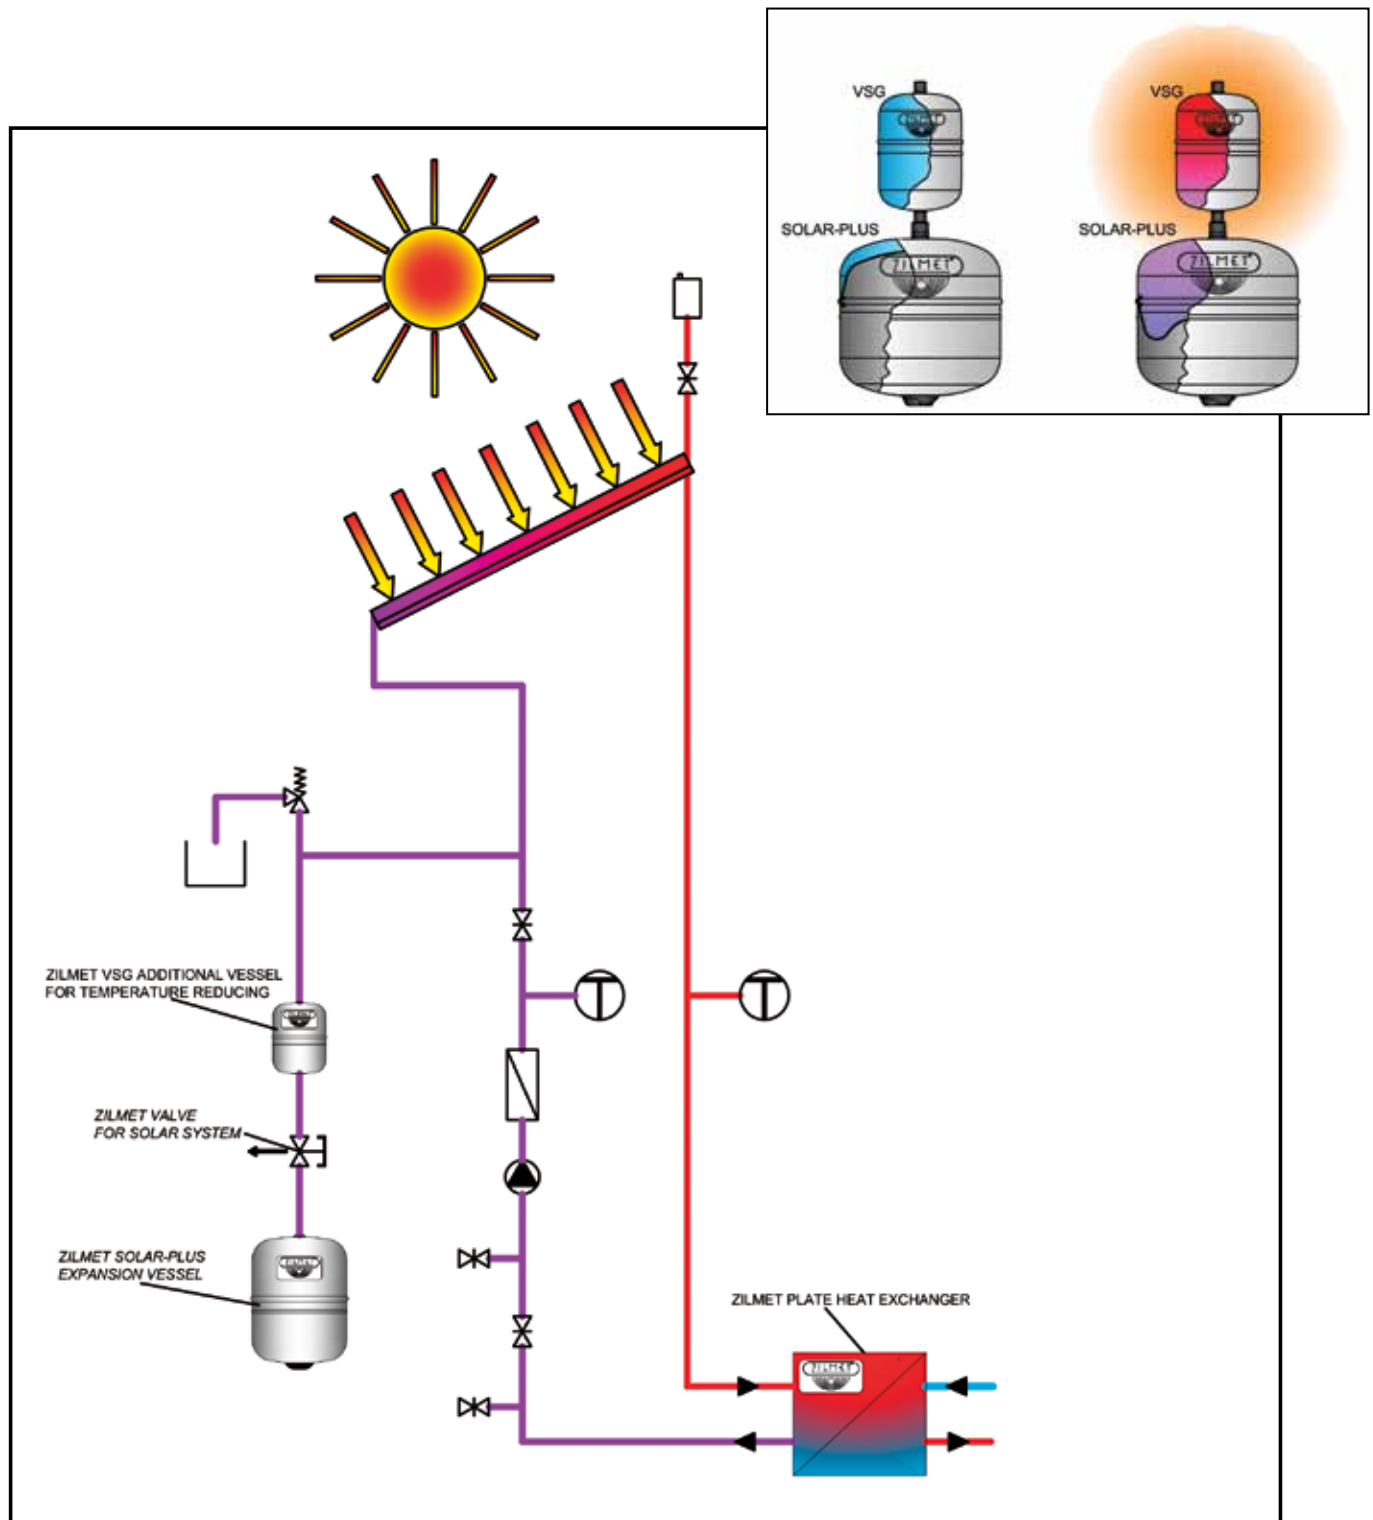 VSG
VSG
SOLAR-PLUS
SOLAR-PLUS
ZILMET
ZILMET
ZILMET VSG ADDITIONAL VESSEL
FOR TEMPERATURE REDUCING
T
T
ZILMET VALVE
FOR SOLAR SYSTEM
ZILMET SOLAR-PLUS
EXPANSION VESSEL
ZILMET PLATE HEAT EXCHANGER
ZILMET